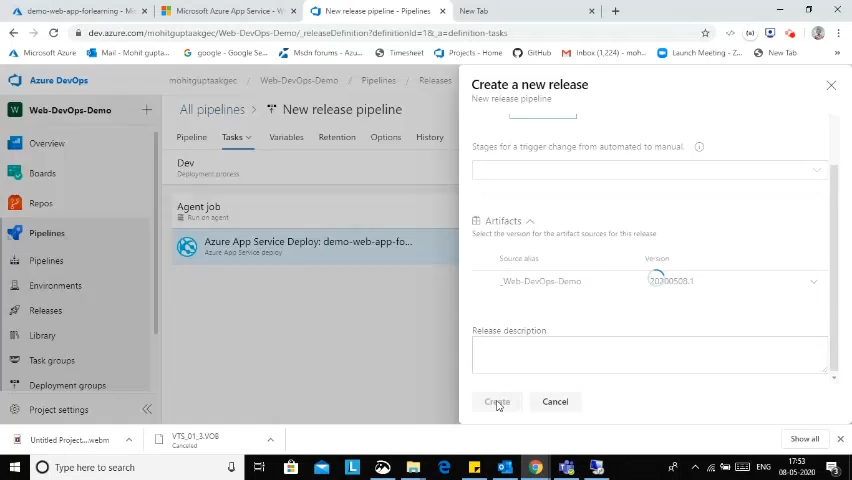 demo-web-app-forlearning - Mic
Microsoft Azure App Service - W
New release pipeline - Pipelines
New Tab
dev.azure.com/mohitguptaakgec/Web-DevOps-Demo/_releaseDefinition?definitionId=1&_a=definition-tasks
Microsoft Azure
Mail - Mohit gupta...
google - Google Se...
Msdn forums - Azu...
Timesheet
Projects - Home
GitHub
Inbox (1,224) - moh...
Launch Meeting - Z...
New Tab
Azure DevOps
mohitguptaakgec / Web-DevOps-Demo / Pipelines / Releases
Web-DevOps-Demo
Overview
Boards
Repos
Pipelines
Pipelines
Environments
Releases
Library
Task groups
Deployment groups
Project settings
All pipelines > New release pipeline
Pipeline Tasks Variables Retention Options History
Dev
Deployment process
Agent job
Run on agent
Azure App Service Deploy: demo-web-app-fo...
Azure App Service deploy
Create a new release
New release pipeline
Stages for a trigger change from automated to manual.
Artifacts
Select the version for the artifact sources for this release
Source alias Version
_Web-DevOps-Demo 20200508.1
Release description
Create Cancel
Untitled Project....webm
VTS_01_3.VOB
Canceled
Show all
Type here to search
ENG
17:53
08-05-2020
3